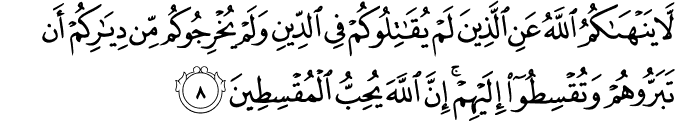 لَّا يَنْهَىٰكُمُ ٱللَّهُ عَنِ ٱلَّذِينَ لَمْ يُقَـٰتِلُوكُمْ فِى ٱلدِّينِ وَلَمْ يُخْرِجُوكُم مِّن دِيَـٰرِكُمْ أَن
تَبَرُّوهُمْ وَتُقْسِطُوٓا۟ إِلَيْهِمْ ۚ إِنَّ ٱللَّهَ يُحِبُّ ٱلْمُقْسِطِينَ ٨